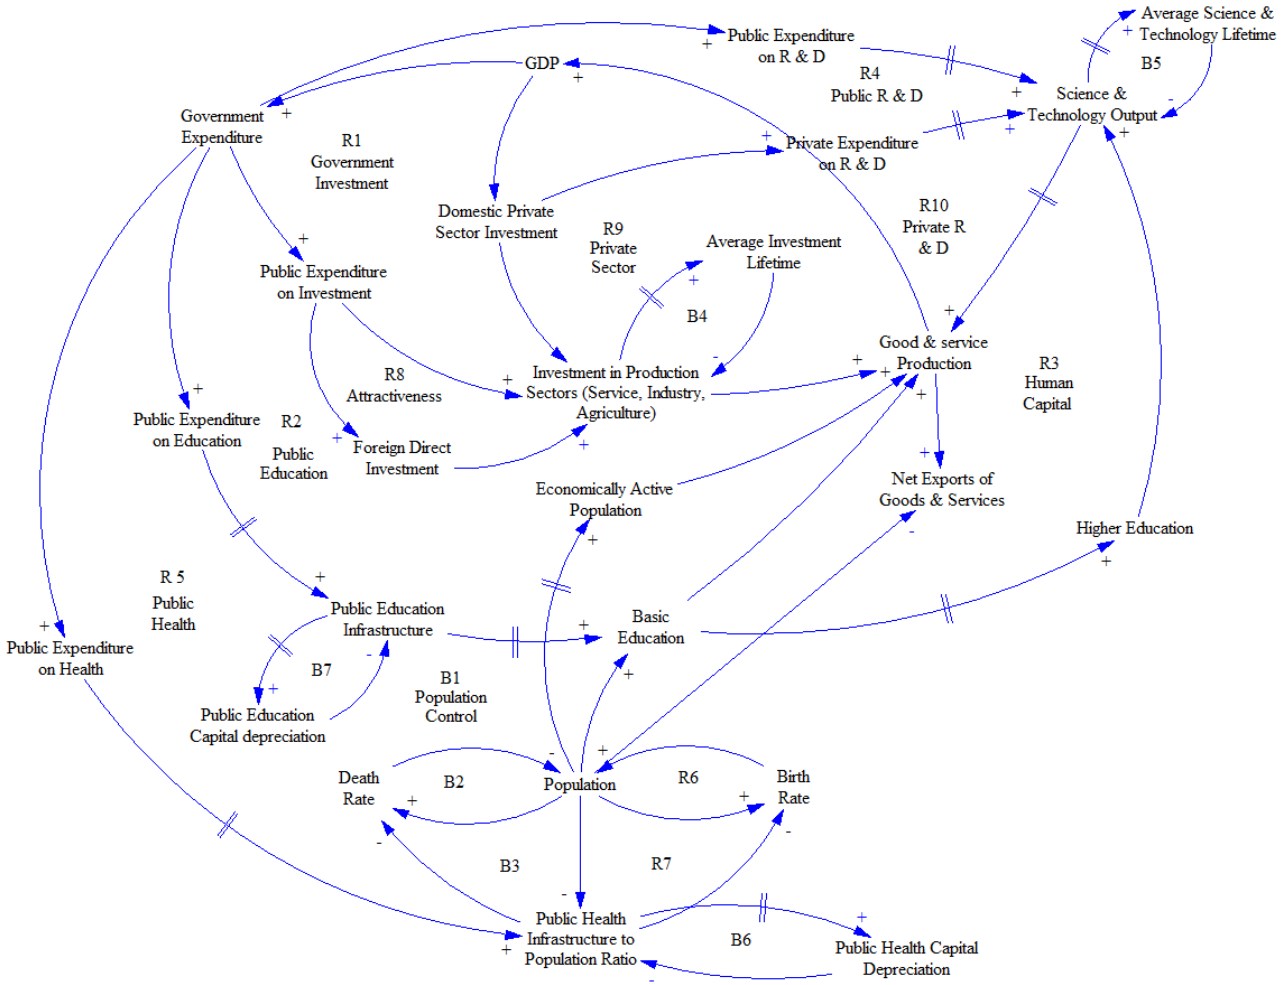 Average Science &
Technology Lifetime
+
B5
-
Public Expenditure
on R & D
+
GDP
+
R4
Public R & D
+
Science &
Technology Output
+
Government
Expenditure
+
R1
Government
Investment
+
Private Expenditure
on R & D
+
Domestic Private
Sector Investment
R9
Private
Sector
R10
Private R
& D
Average Investment
Lifetime
+
B4
-
+
Public Expenditure
on Investment
+
Good & service
Production
+
+
+
R3
Human
Capital
R8
Attractiveness
+
Investment in Production
Sectors (Service, Industry,
Agriculture)
+
+
Public Expenditure
on Education
R2
Public
Education
+
Foreign Direct
Investment
Economically Active
Population
+
+
Net Exports of
Goods & Services
-
Higher Education
+
R 5
Public
Health
+
Public Education
Infrastructure
-
+
Basic
Education
+
+
Public Expenditure
on Health
B7
+
Public Education
Capital depreciation
B1
Population
Control
Death
Rate
+
-
B2
-
Population
+
R6
Birth
Rate
+
-
B3
R7
-
Public Health
Infrastructure to
Population Ratio
+
B6
+
Public Health Capital
Depreciation
-